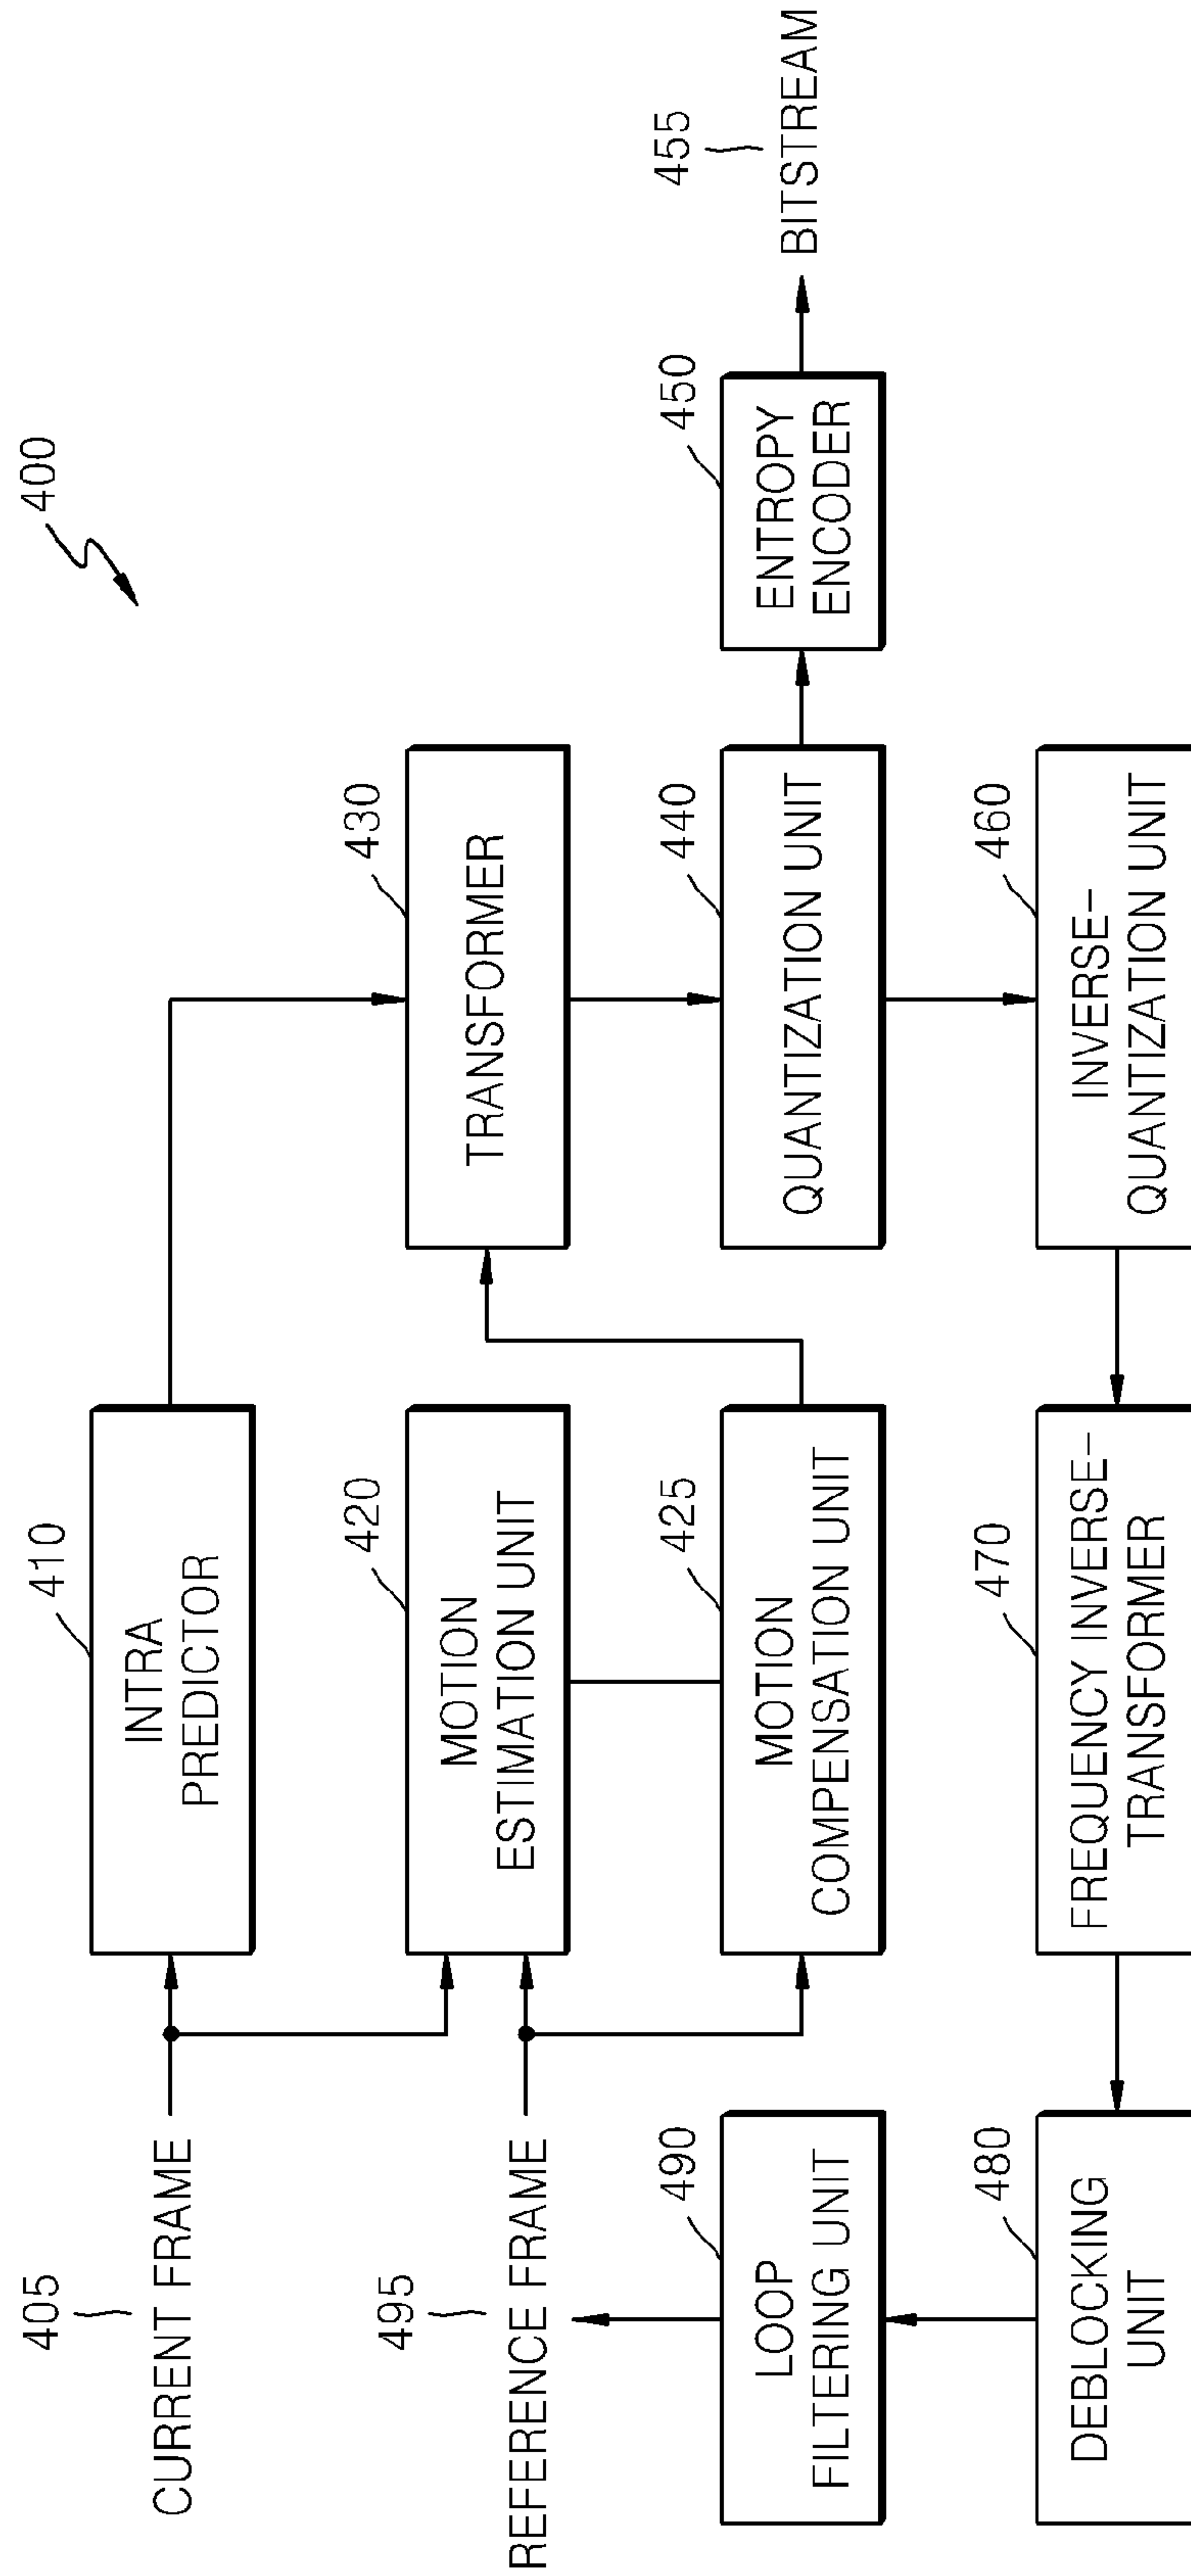 400
405
CURRENT FRAME
410
INTRA
PREDICTOR
495
REFERENCE FRAME
420
MOTION
ESTIMATION UNIT
430
TRANSFORMER
490
LOOP
FILTERING UNIT
425
MOTION
COMPENSATION UNIT
440
QUANTIZATION UNIT
450
ENTROPY
ENCODER
455
BITSTREAM
480
DEBLOCKING
UNIT
470
FREQUENCY INVERSE-
TRANSFORMER
460
INVERSE-
QUANTIZATION UNIT